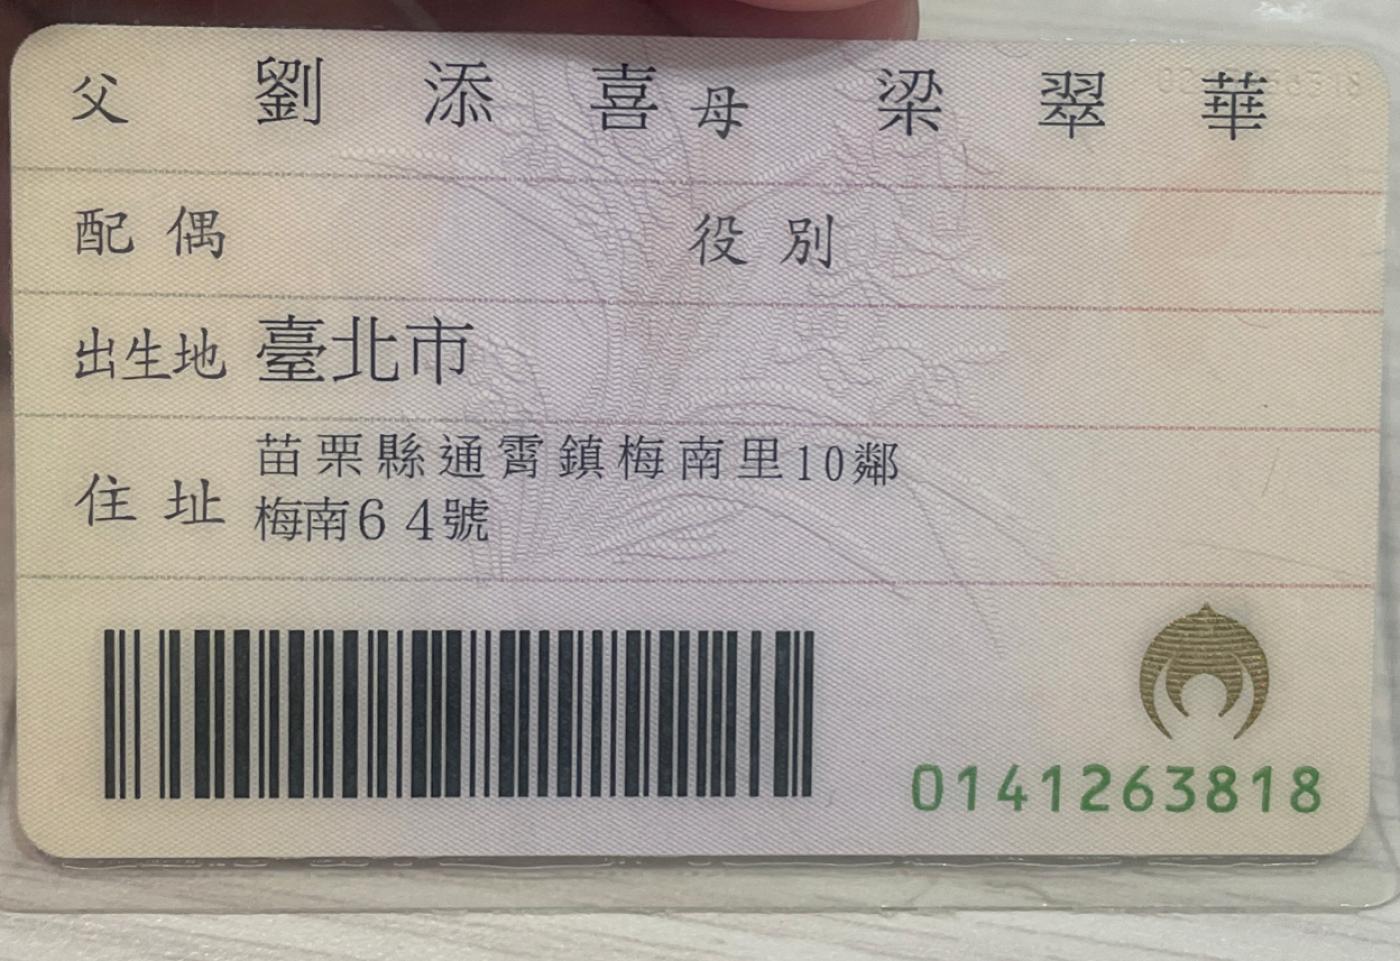 父 劉添喜 母 梁翠華
配偶 役別
出生地 臺北市
住址 苗栗縣通霄鎮梅南里10鄰
梅南64號
0141263818